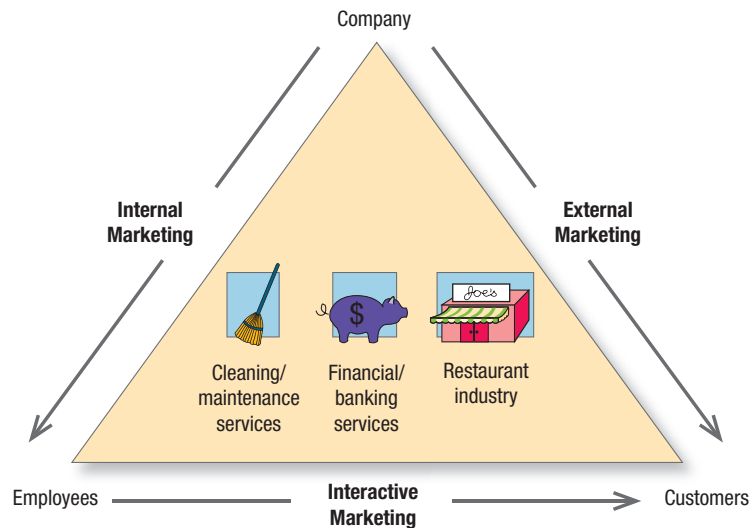 Company
Internal
Marketing
External
Marketing
Joe's
$
Cleaning/
maintenance
services
Financial/
banking
services
Restaurant
industry
Employees
Interactive
Marketing
Customers